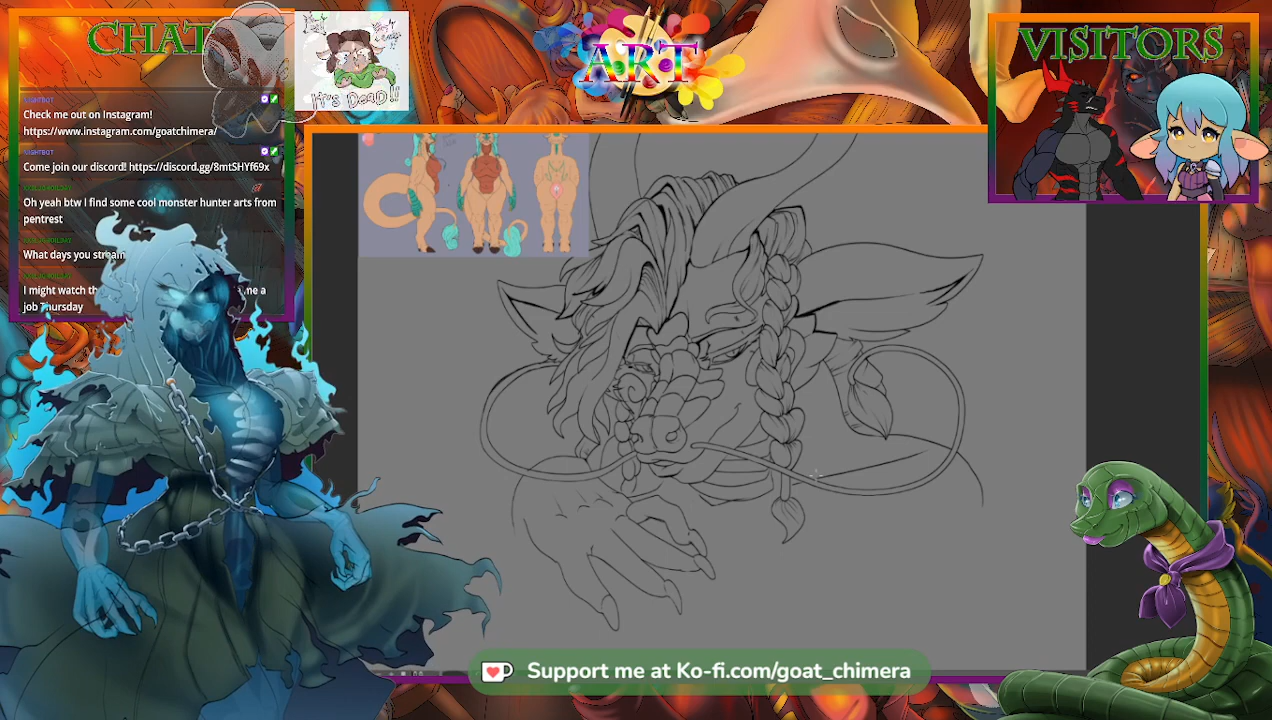 CHAT
IT'S DEAD!!
ART
VISITORS
Check me out on Instagram!
https://www.instagram.com/goatchimera/
Come join our discord! https://discord.gg/8mtSHYf69x
Oh yeah btw I find some cool monster hunter arts from
pentrest
What days you stream
I might watch th
me a
job Thursday
Support me at Ko-fi.com/goat_chimera